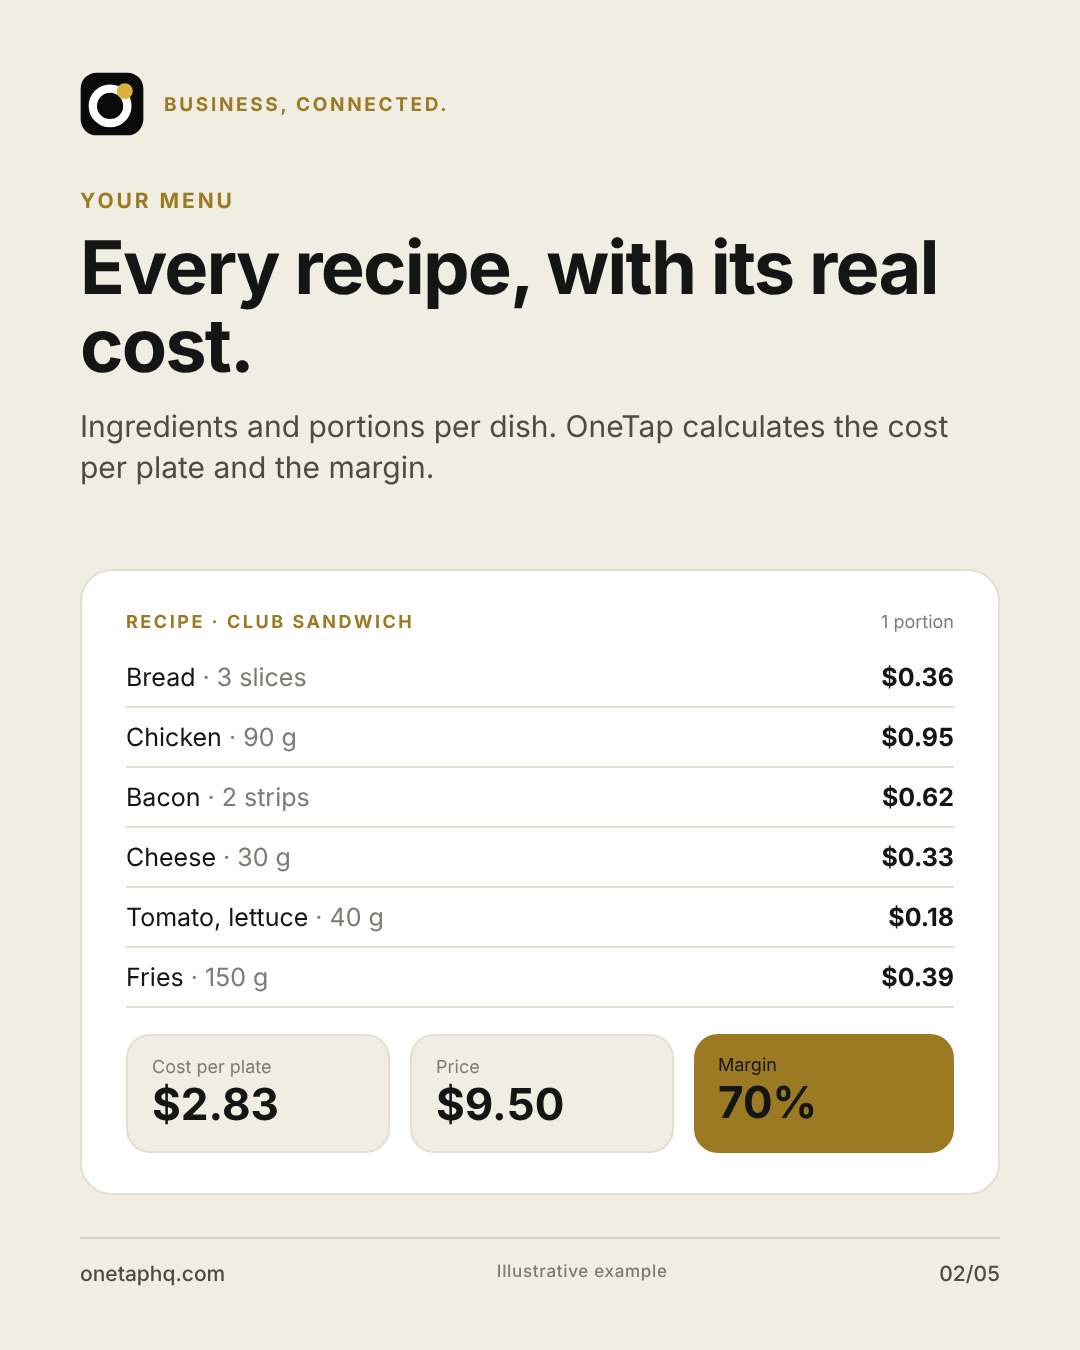 BUSINESS, CONNECTED.
YOUR MENU
Every recipe, with its real
cost.
Ingredients and portions per dish. OneTap calculates the cost
per plate and the margin.
RECIPE · CLUB SANDWICH 1 portion
Bread · 3 slices $0.36
Chicken · 90 g $0.95
Bacon · 2 strips $0.62
Cheese · 30 g $0.33
Tomato, lettuce · 40 g $0.18
Fries · 150 g $0.39
Cost per plate Price Margin
$2.83 $9.50 70%
onetaphq.com Illustrative example 02/05